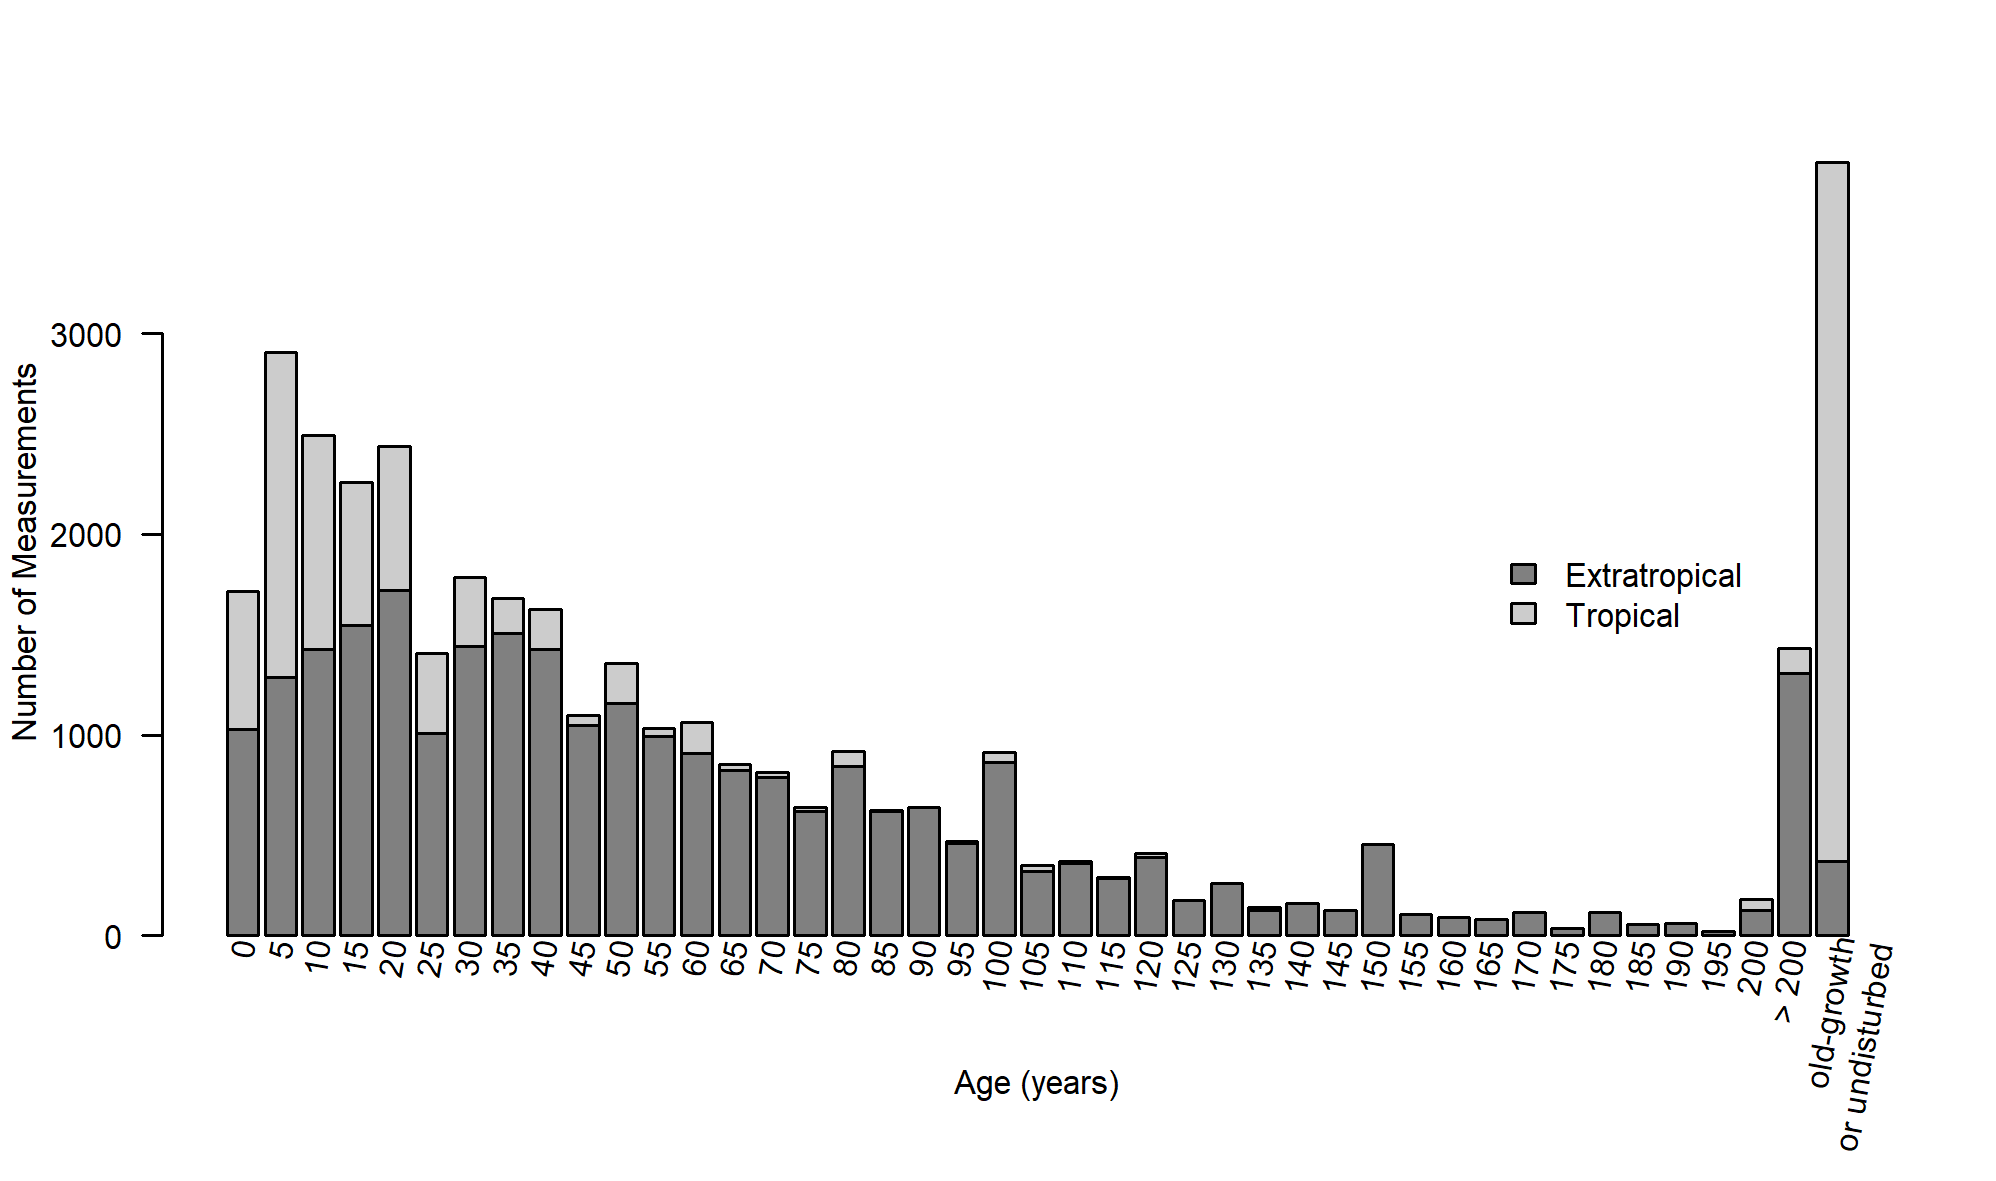 3000
2000
1000
0
Number of Measurements
Extratropical
Tropical
0 5 10 15 20 25 30 35 40 45 50 55 60 65 70 75 80 85 90 95 100 105 110 115 120 125 130 135 140 145 150 155 160 165 170 175 180 185 190 195 200 > 200
old-growth
or undisturbed
Age (years)